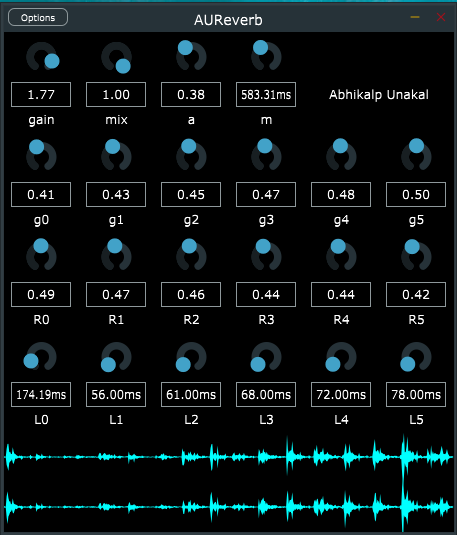 Options
AUReverb
1.77 1.00 0.38 583.31ms Abhikalp Unakal
gain mix a m
0.41 0.43 0.45 0.47 0.48 0.50
g0 g1 g2 g3 g4 g5
0.49 0.47 0.46 0.44 0.44 0.42
R0 R1 R2 R3 R4 R5
174.19ms 56.00ms 61.00ms 68.00ms 72.00ms 78.00ms
L0 L1 L2 L3 L4 L5